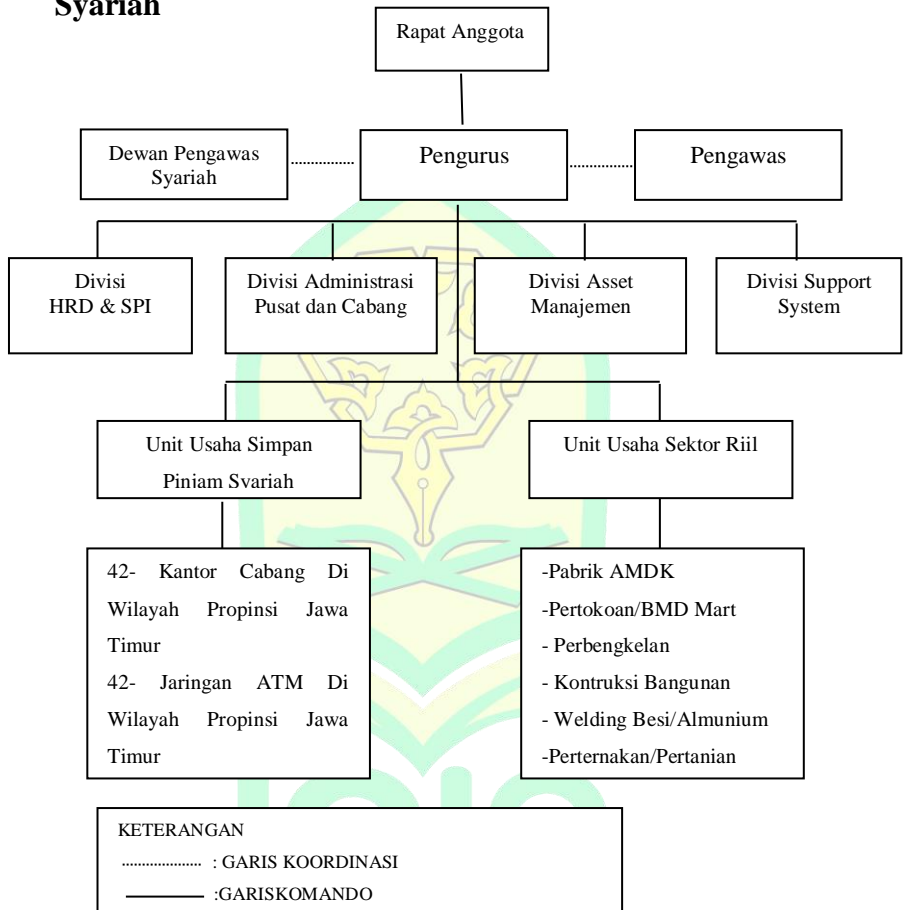 Syariah
Rapat Anggota
Dewan Pengawas
Syariah
Pengurus
Pengawas
Divisi
HRD & SPI
Divisi Administrasi
Pusat dan Cabang
Divisi Asset
Manajemen
Divisi Support
System
Unit Usaha Simpan
Piniam Svariah
Unit Usaha Sektor Riil
42- Kantor Cabang Di
Wilayah Propinsi Jawa
Timur
42- Jaringan ATM Di
Wilayah Propinsi Jawa
Timur
-Pabrik AMDK
-Pertokoan/BMD Mart
- Perbengkelan
- Kontruksi Bangunan
- Welding Besi/Almunium
-Perternakan/Pertanian
KETERANGAN
..................... : GARIS KOORDINASI
:GARISKOMANDO